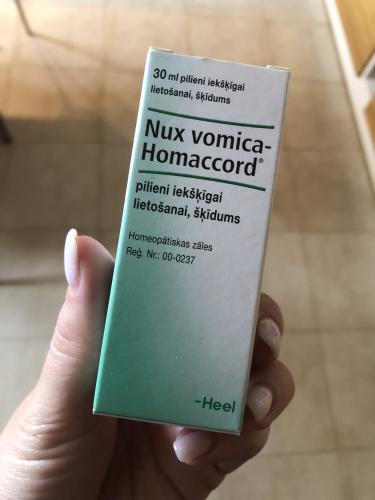 30 ml pilieni iekšķīgai
lietošanai, šķīdums
Nux vomica-
Homaccord®
pilieni iekšķīgai
lietošanai, šķīdums
Homeopātiskas zāles
Reģ. Nr.: 00-0237
-Heel